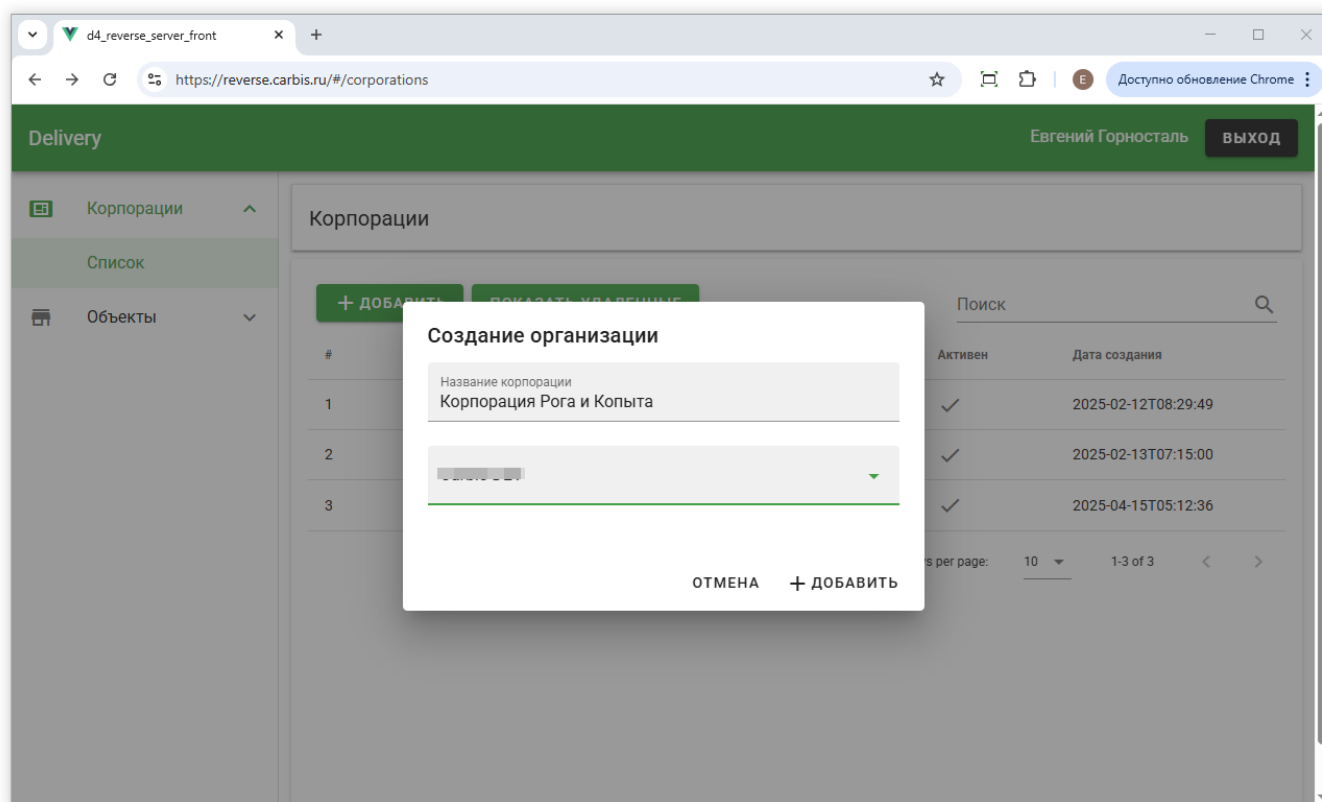 d4_reverse_server_front
https://reverse.carbis.ru/#/corporations
E
Доступно обновление Chrome
Delivery
Евгений Горносталь
ВЫХОД
Корпорации
Список
Объекты
Корпорации
ДОБАВИТЬ
ПОКАЗАТЬ УДАЛЕННЫЕ
Поиск
# Активен Дата создания
1 2025-02-12T08:29:49
2 2025-02-13T07:15:00
3 2025-04-15T05:12:36
per page: 10 1-3 of 3
Создание организации
Название корпорации
Корпорация Рога и Копыта
ОТМЕНА
ДОБАВИТЬ